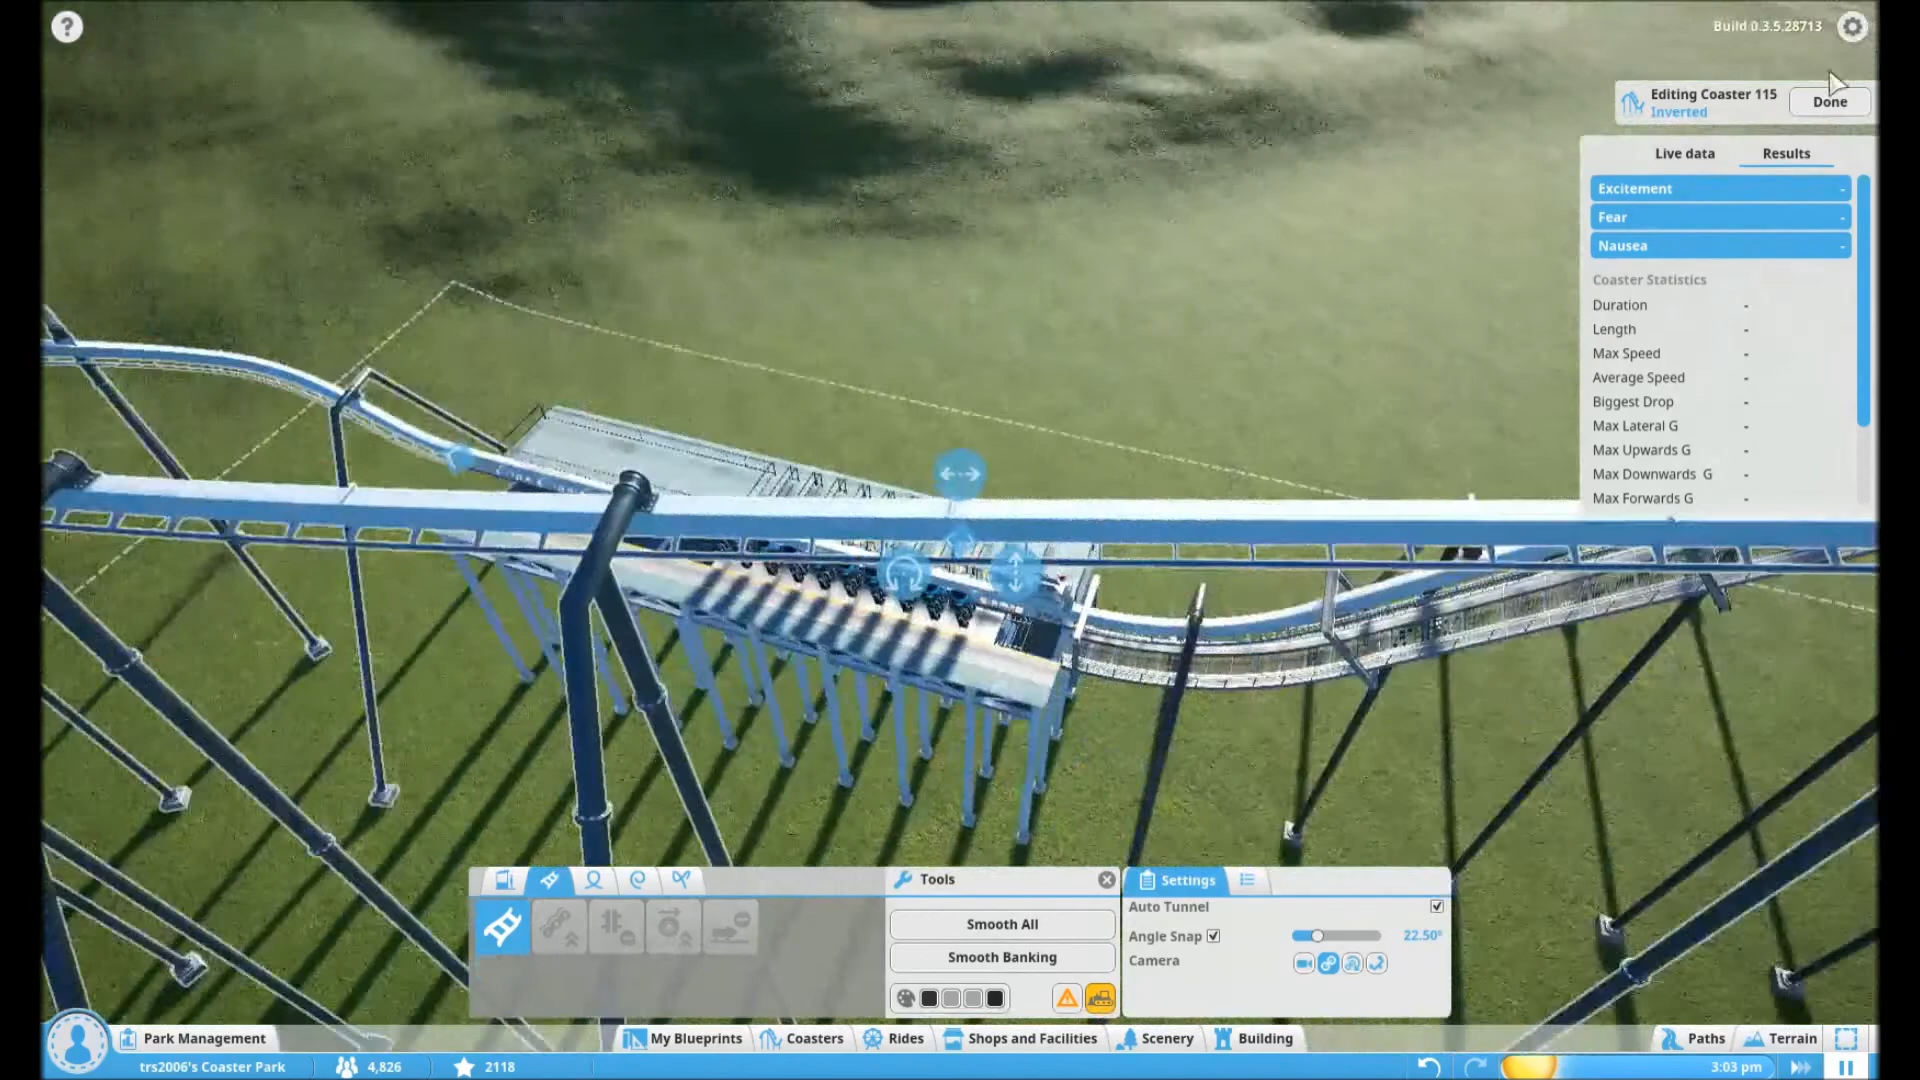 ?
Build 0.3.5.28713
Editing Coaster 115
Inverted
Done
Live data Results
Excitement -
Fear -
Nausea -
Coaster Statistics
Duration -
Length -
Max Speed -
Average Speed -
Biggest Drop -
Max Lateral G -
Max Upwards G -
Max Downwards G -
Max Forwards G -
Tools
Smooth All
Smooth Banking
Settings
Auto Tunnel
Angle Snap 22.50°
Camera
Park Management
My Blueprints
Coasters
Rides
Shops and Facilities
Scenery
Building
Paths
Terrain
trs2006's Coaster Park
4,826
2118
3:03 pm